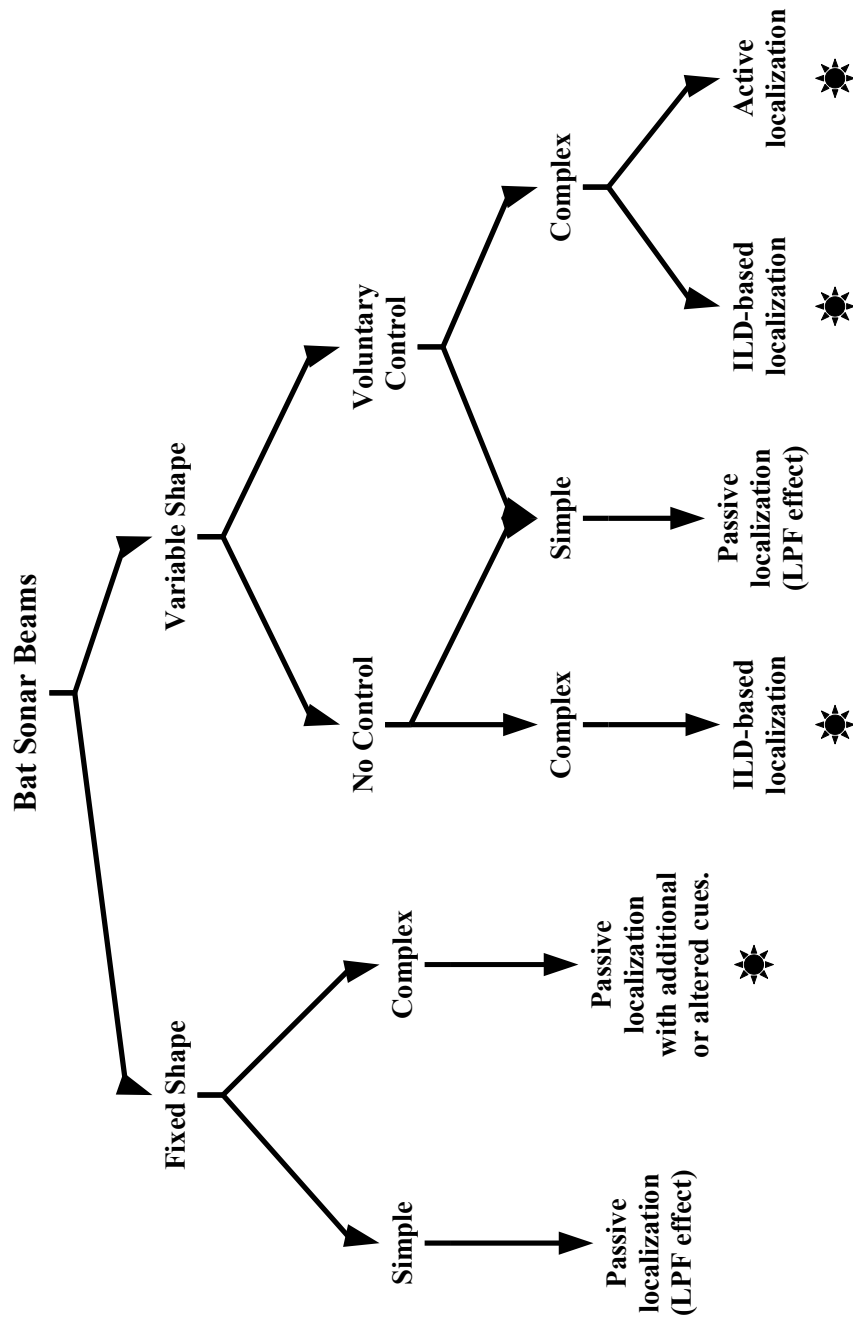 Bat Sonar Beams
Fixed Shape
Variable Shape
No Control
Voluntary
Control
Simple
Complex
Complex
Simple
Complex
Passive
localization
(LPF effect)
Passive
localization
with additional
or altered cues.
ILD-based
localization
Passive
localization
(LPF effect)
ILD-based
localization
Active
localization